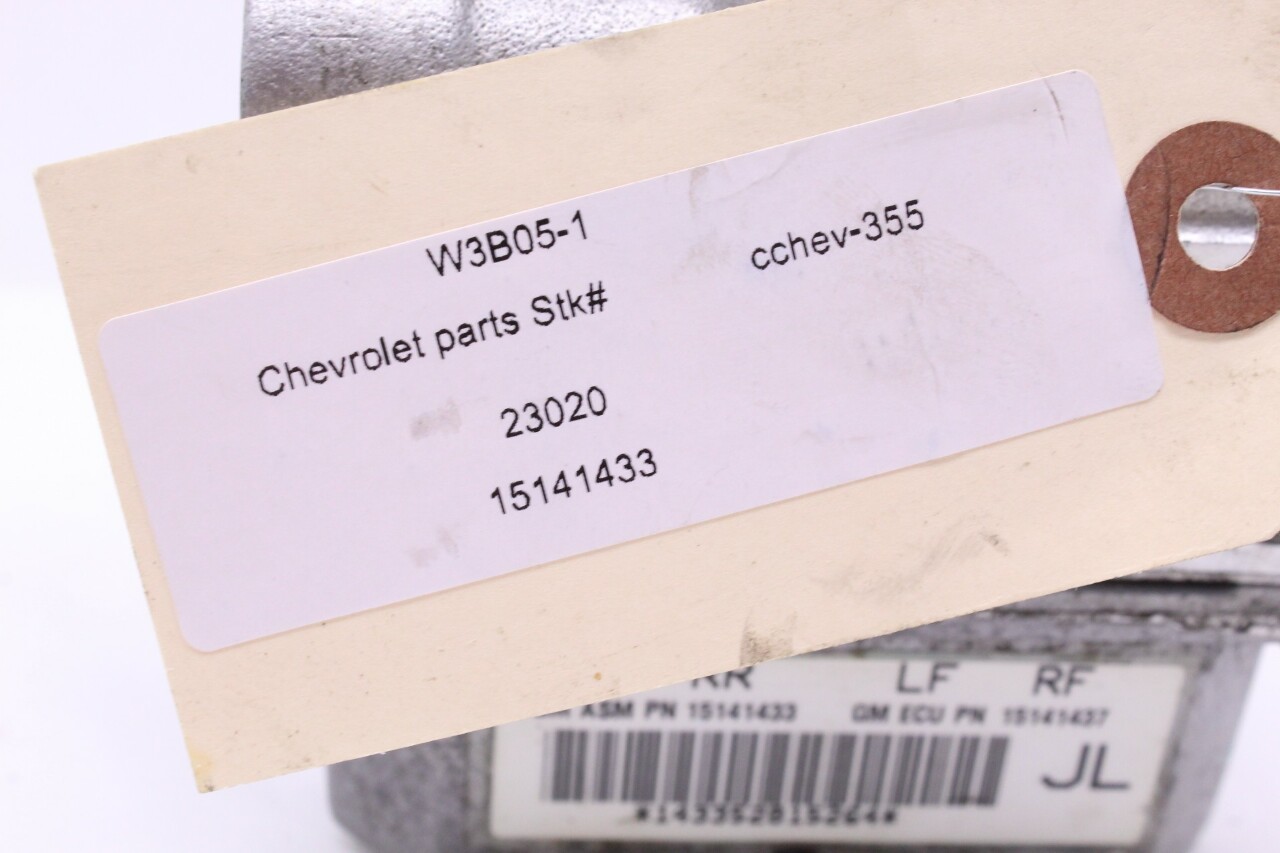 W3B05-1 cchev-355
Chevrolet parts Stk#
23020
15141433
RR LF RF
ASM PN 15141433 GM ECU PN 15141437
JL